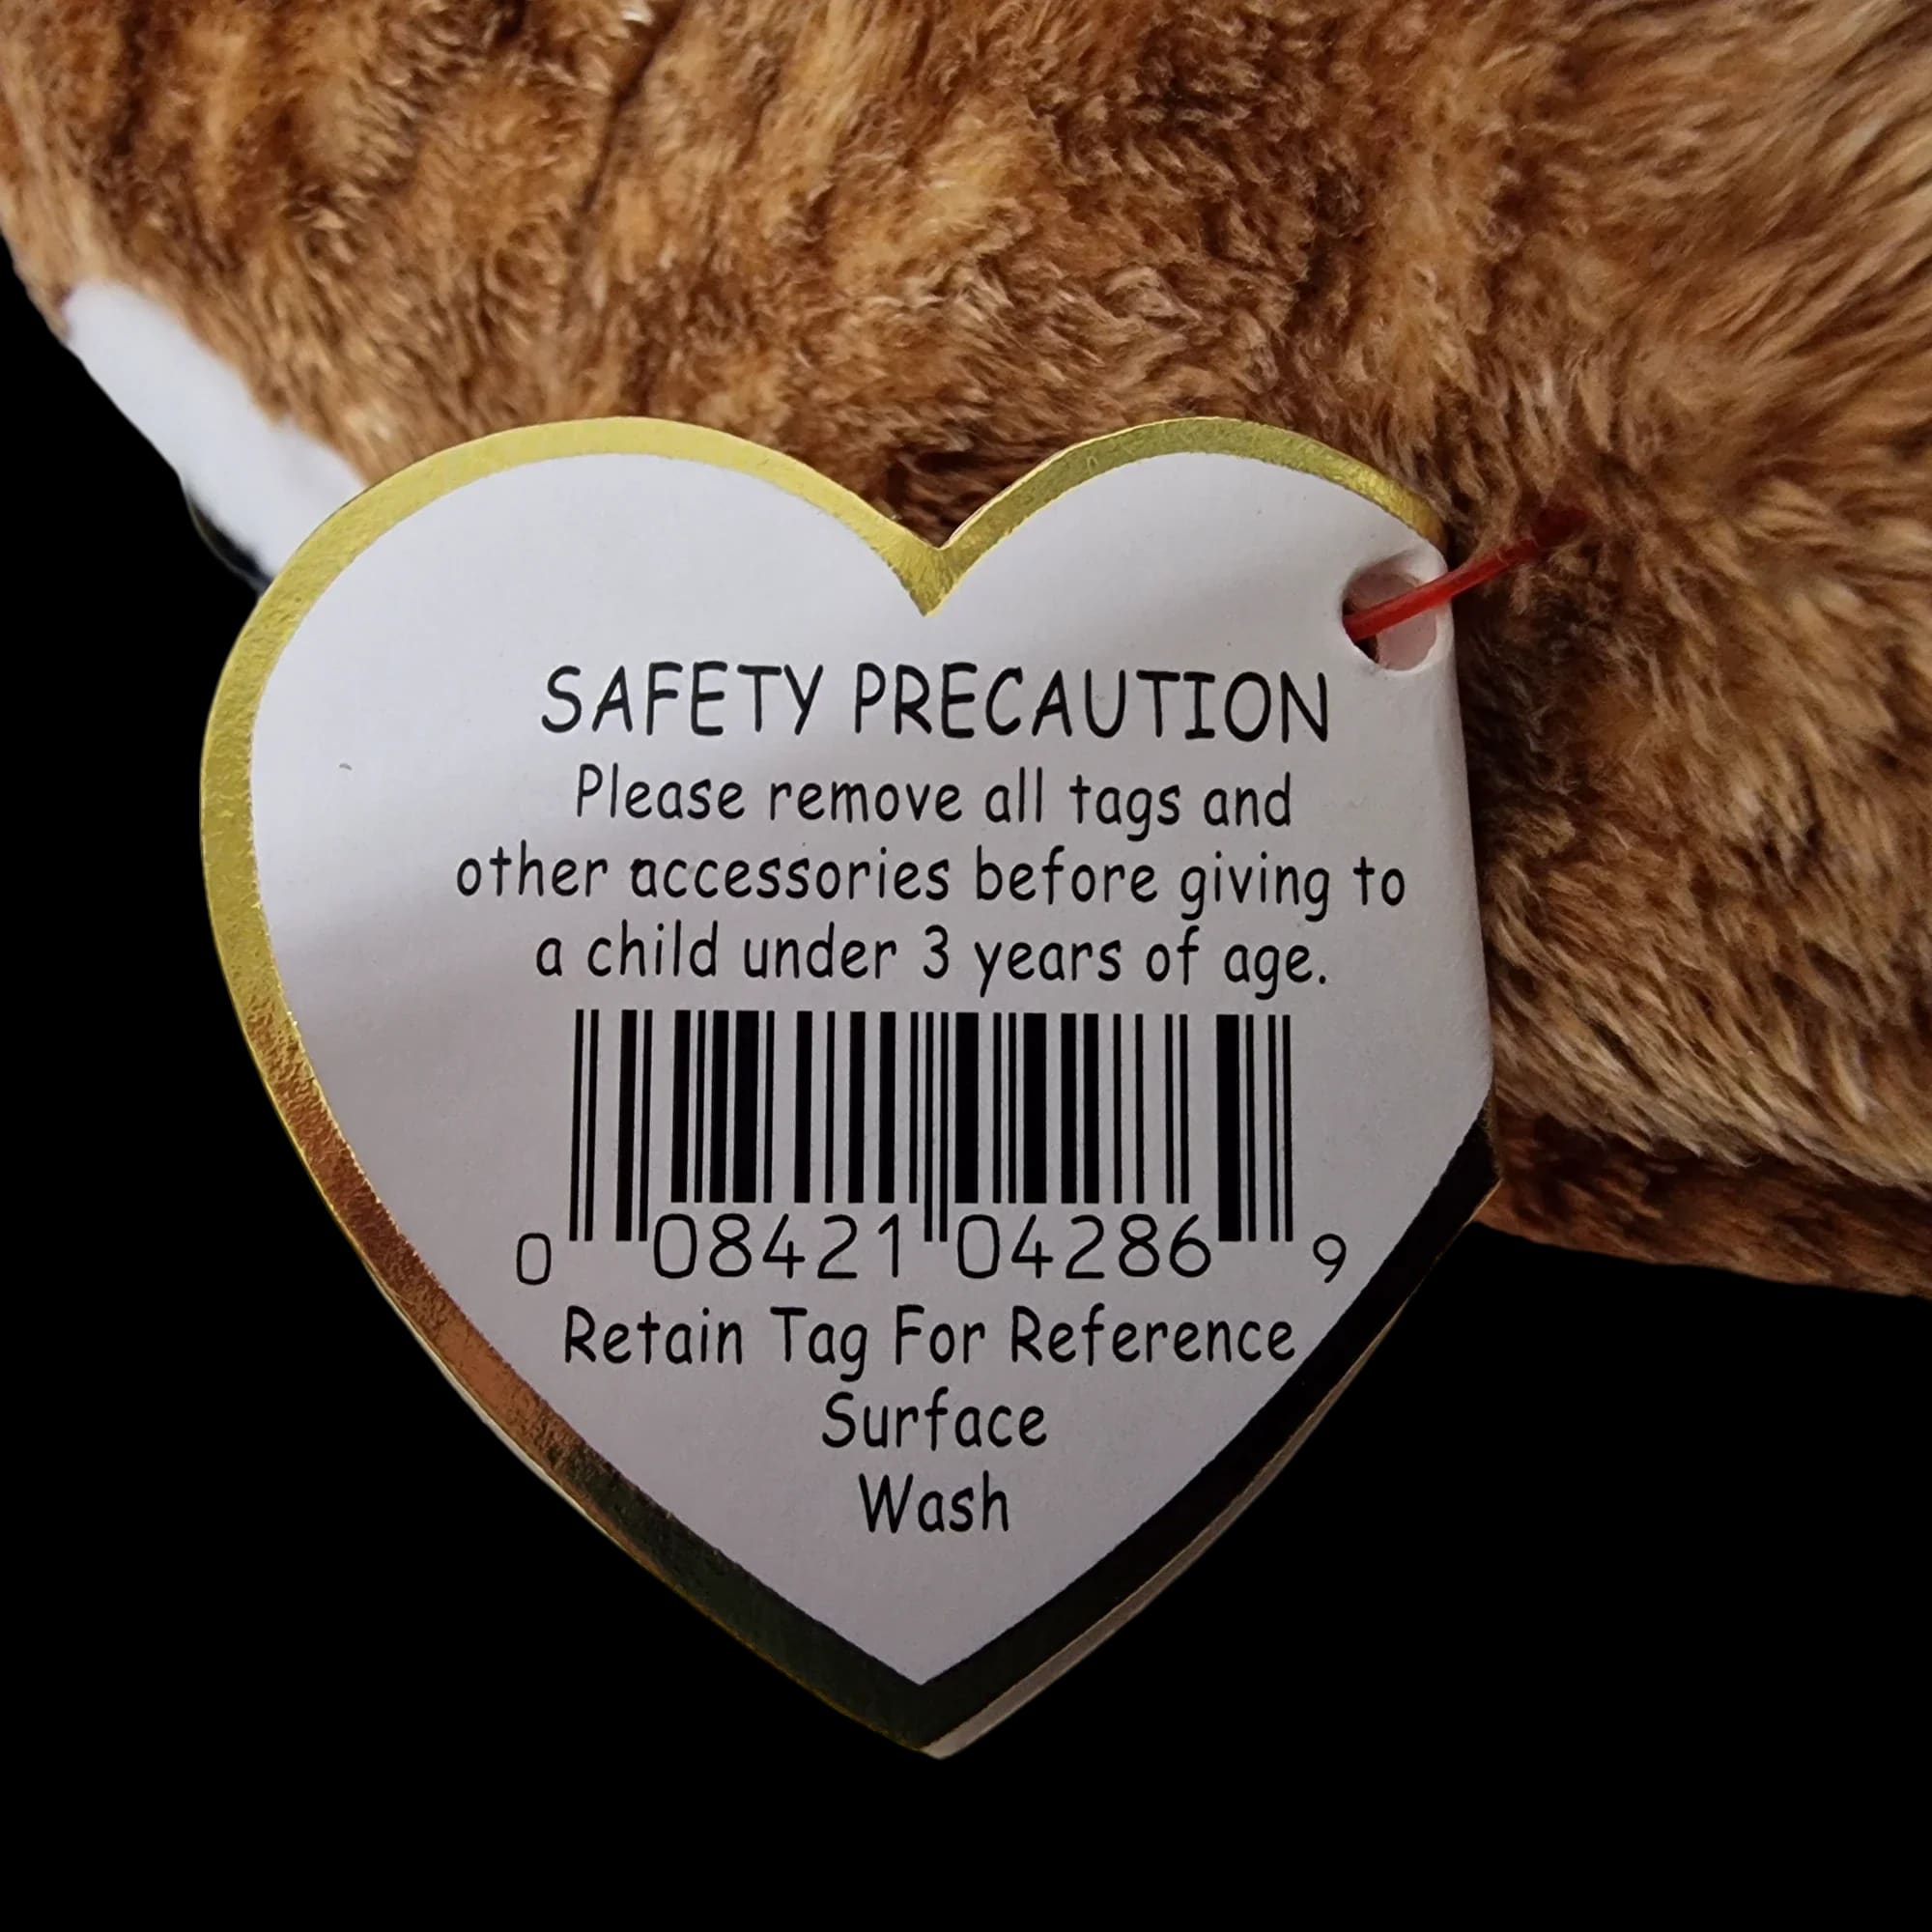 SAFETY PRECAUTION
Please remove all tags and
other accessories before giving to
a child under 3 years of age.
0 08421 04286 9
Retain Tag For Reference
Surface
Wash